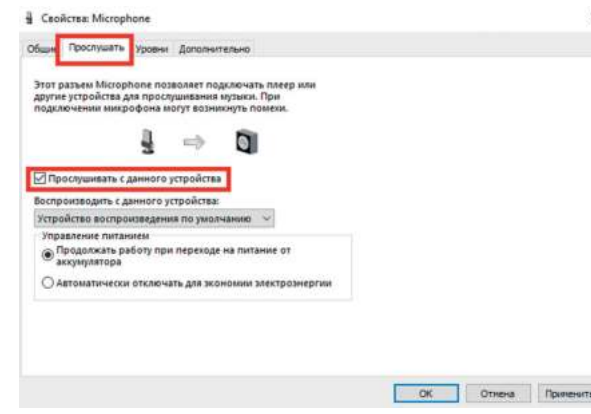 Свойства: Microphone
Общие Прослушать Уровни Дополнительно
Этот разъем Microphone позволяет подключать плеер или
другие устройства для прослушивания музыки. При
подключении микрофона могут возникнуть помехи.
Прослушивать с данного устройства
Воспроизводить с данного устройства:
Устройство воспроизведения по умолчанию
Управление питанием
Продолжать работу при переходе на питание от
аккумулятора
Автоматически отключать для экономии электроэнергии
OK Отмена Применить